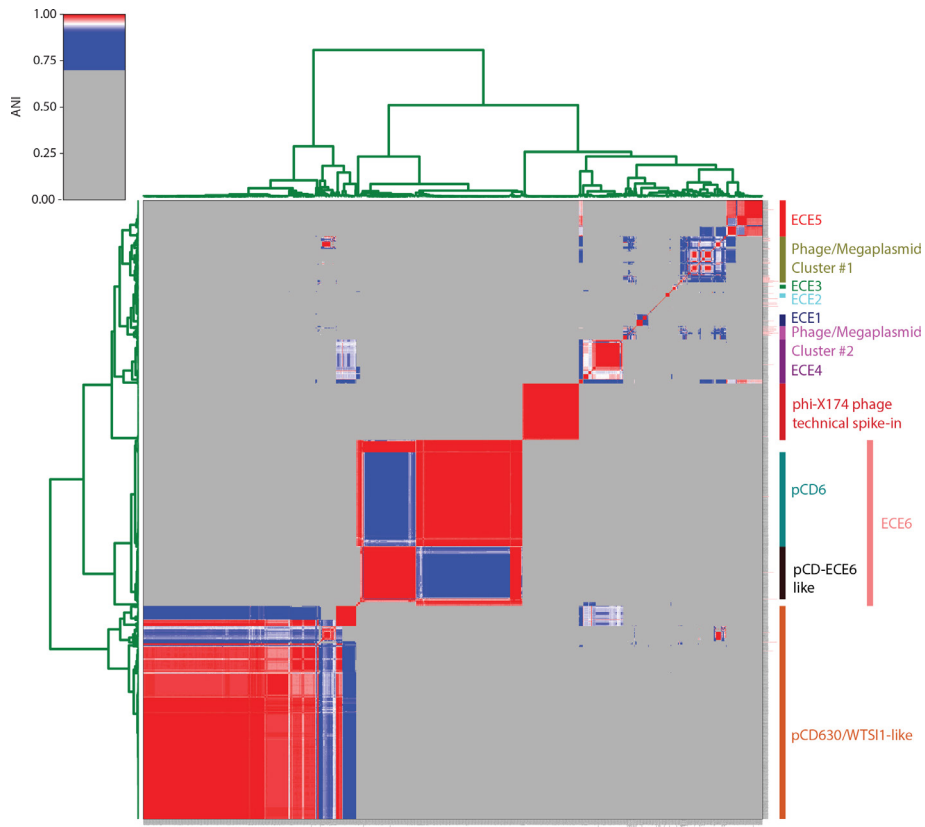 1.00
0.75
0.50
0.25
0.00
ANI
ECE5
Phage/Megaplasmid
Cluster #1
ECE3
ECE2
ECE1
Phage/Megaplasmid
Cluster #2
ECE4
phi-X174 phage
technical spike-in
pCD6
ECE6
pCD-ECE6
like
pCD630/WTSI1-like